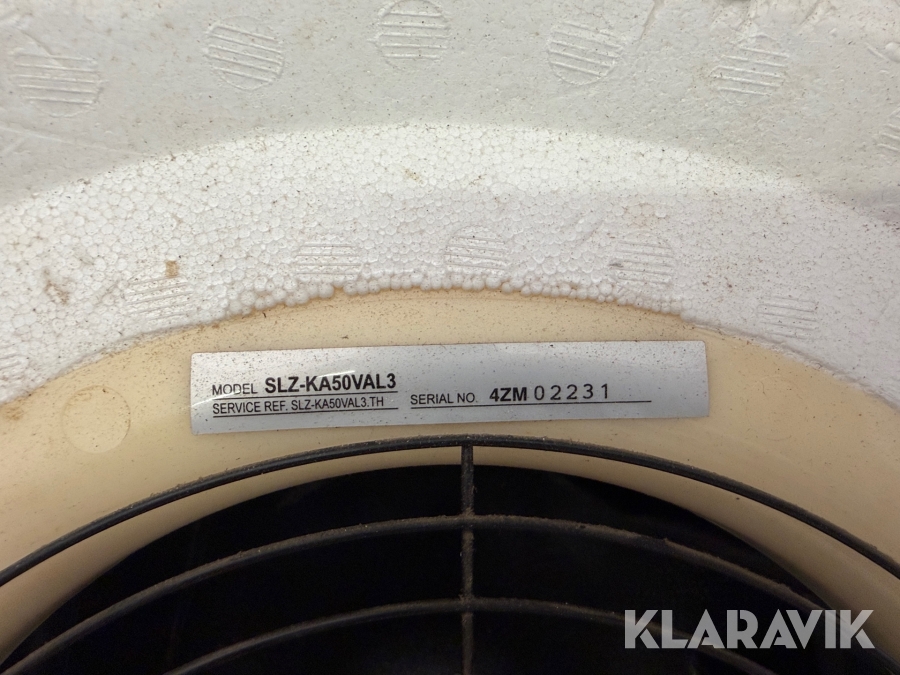 MODEL SLZ-KA50VAL3
SERVICE REF. SLZ-KA50VAL3.TH
SERIAL NO. 4ZM 02231
KLARAVIK